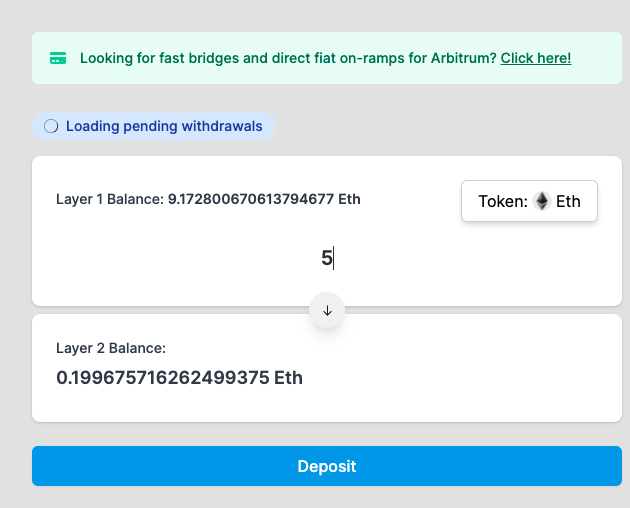 Looking for fast bridges and direct fiat on-ramps for Arbitrum? Click here!
Loading pending withdrawals
Layer 1 Balance: 9.172800670613794677 Eth
Token: Eth
5
Layer 2 Balance:
0.199675716262499375 Eth
Deposit